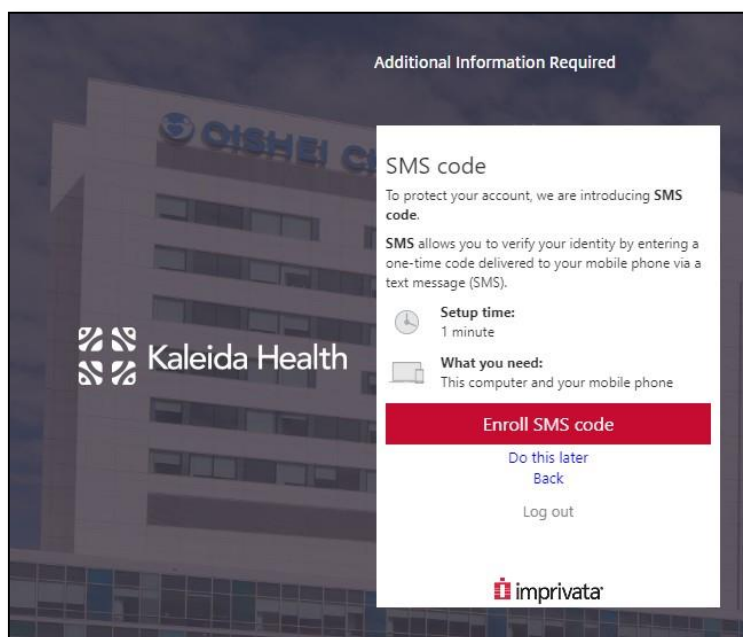 Additional Information Required
OISHEI C
SMS code
To protect your account, we are introducing SMS
code.
SMS allows you to verify your identity by entering a
one-time code delivered to your mobile phone via a
text message (SMS).
Setup time:
1 minute
Kaleida Health
What you need:
This computer and your mobile phone
Enroll SMS code
Do this later
Back
Log out
imprivata